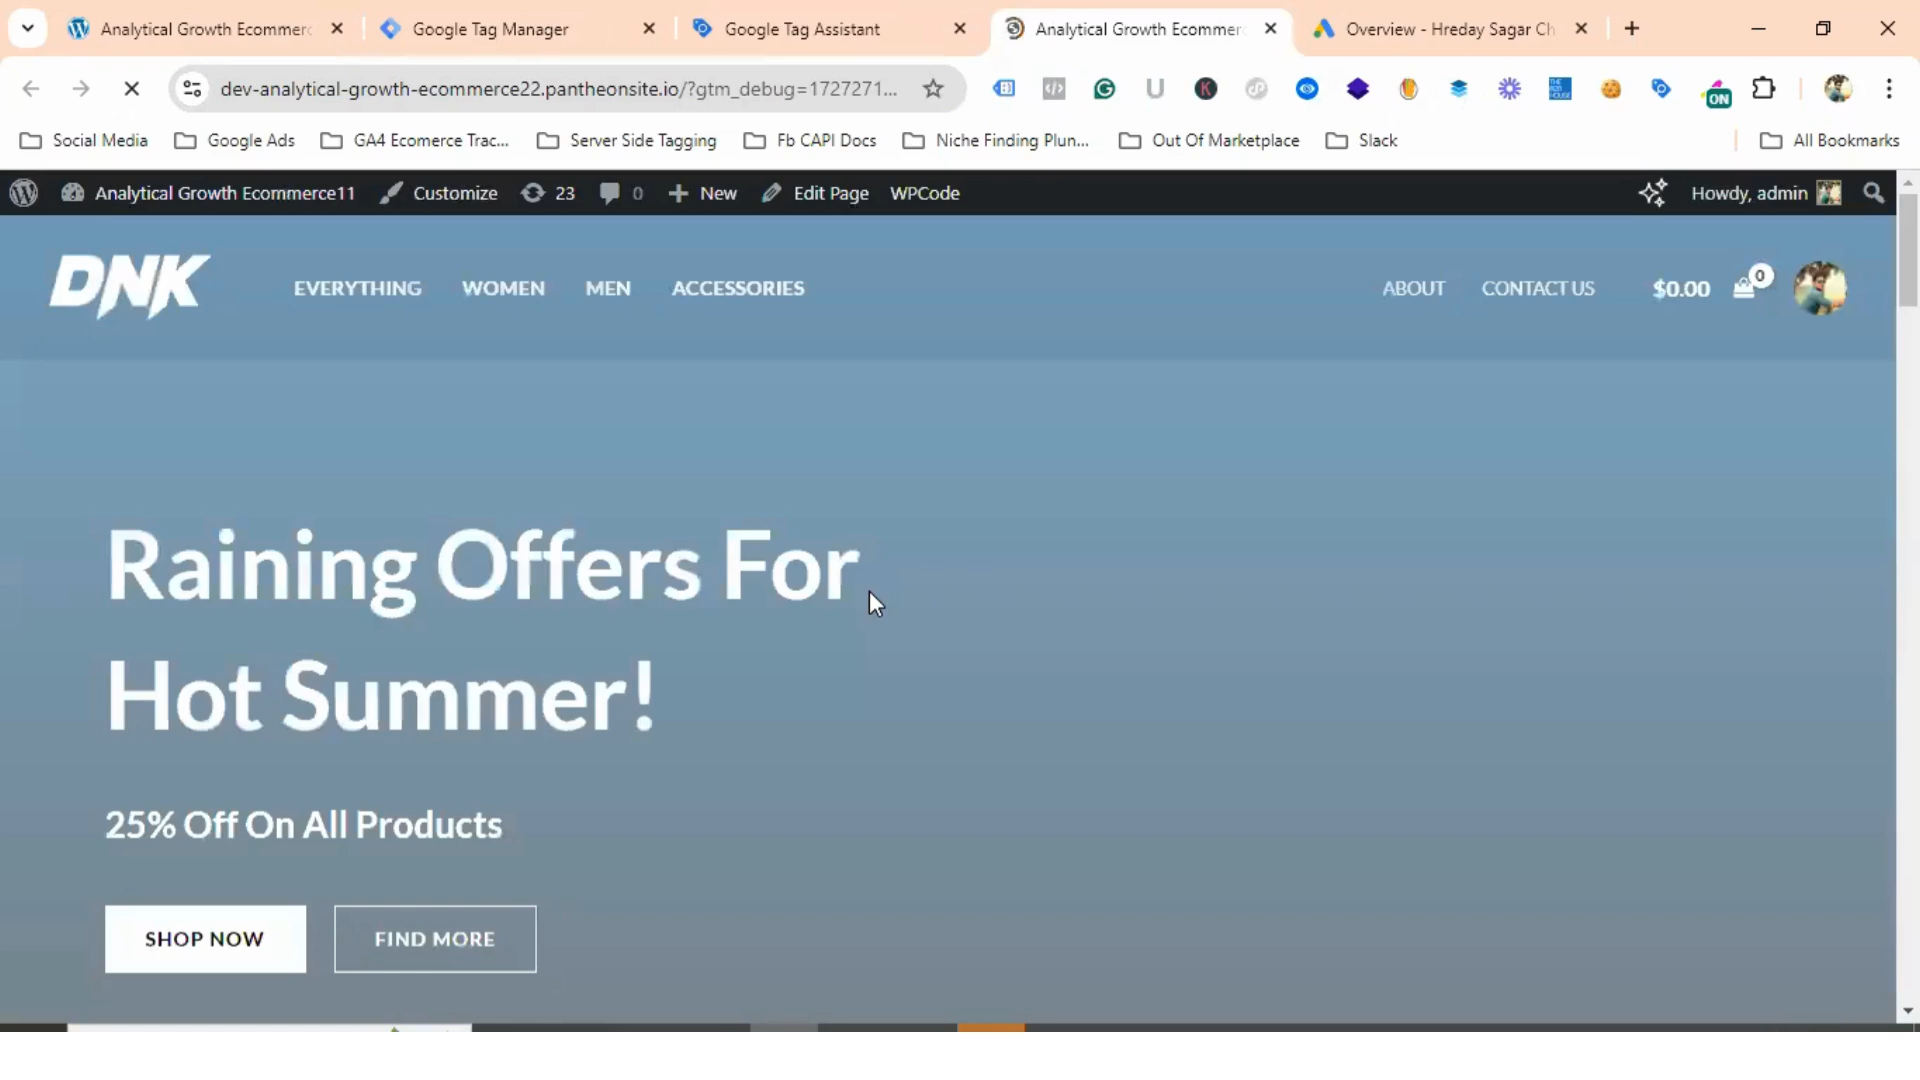 Analytical Growth Ecommerc
Google Tag Manager
Google Tag Assistant
Analytical Growth Ecommer
Overview - Hreday Sagar Ch
dev-analytical-growth-ecommerce22.pantheonsite.io/?gtm_debug=1727271...
ON
Social Media
Google Ads
GA4 Ecomerce Trac...
Server Side Tagging
Fb CAPI Docs
Niche Finding Plun...
Out Of Marketplace
Slack
All Bookmarks
Analytical Growth Ecommerce11
Customize
23
0
New
Edit Page
WPCode
Howdy, admin
DNK
EVERYTHING
WOMEN
MEN
ACCESSORIES
ABOUT
CONTACT US
$0.00
0
Raining Offers For
Hot Summer!
25% Off On All Products
SHOP NOW
FIND MORE